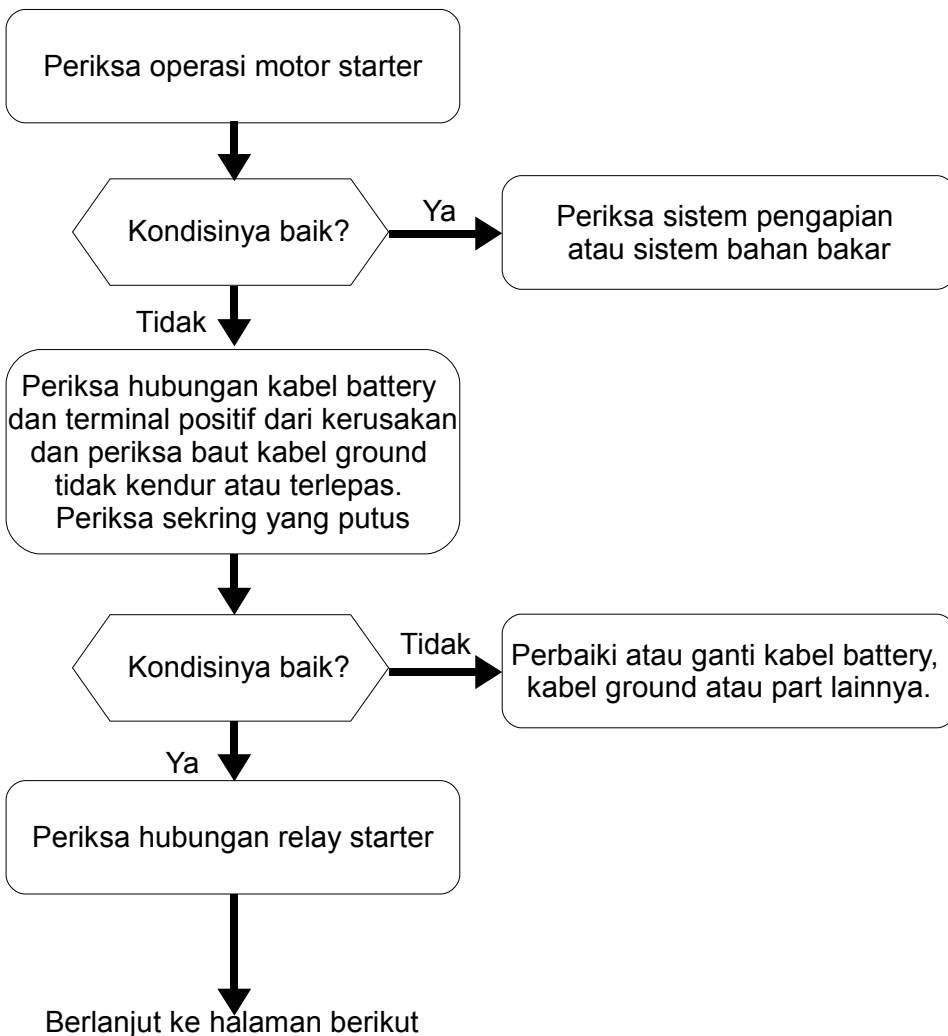 Periksa operasi motor starter
Kondisinya baik?
Ya
Periksa sistem pengapian
atau sistem bahan bakar
Tidak
Periksa hubungan kabel battery
dan terminal positif dari kerusakan
dan periksa baut kabel ground
tidak kendur atau terlepas.
Periksa sekring yang putus
Kondisinya baik?
Tidak
Perbaiki atau ganti kabel battery,
kabel ground atau part lainnya.
Ya
Periksa hubungan relay starter
Berlanjut ke halaman berikut